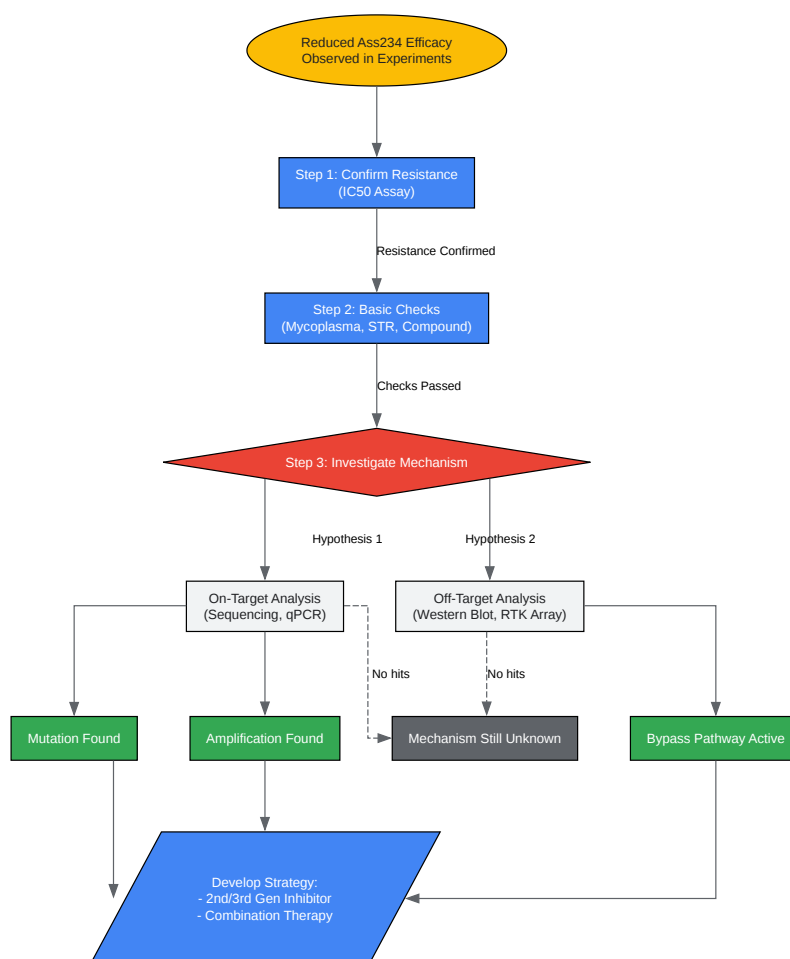 Reduced Ass234 Efficacy
Observed in Experiments
Step 1: Confirm Resistance
(IC50 Assay)
Resistance Confirmed
Step 2: Basic Checks
(Mycoplasma, STR, Compound)
Checks Passed
Step 3: Investigate Mechanism
Hypothesis 1
Hypothesis 2
On-Target Analysis
(Sequencing, qPCR)
Off-Target Analysis
(Western Blot, RTK Array)
No hits
No hits
Mutation Found
Amplification Found
Mechanism Still Unknown
Bypass Pathway Active
Develop Strategy:
- 2nd/3rd Gen Inhibitor
- Combination Therapy